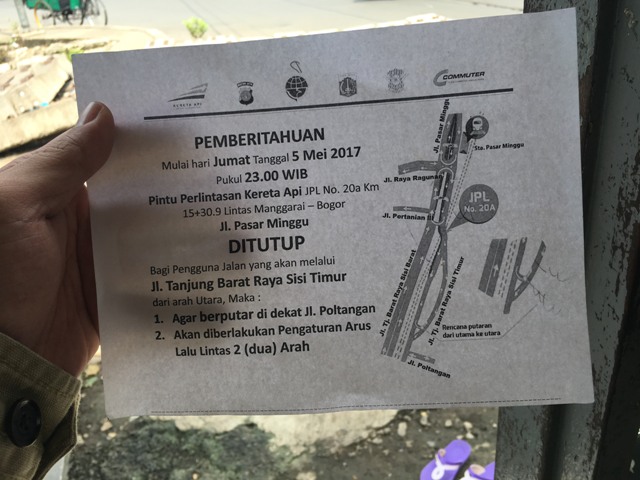 KERETA API
COMMUTER
PEMBERITAHUAN
Mulai hari Jumat Tanggal 5 Mei 2017
Pukul 23.00 WIB
Pintu Perlintasan Kereta Api JPL No. 20a Km
15+30.9 Lintas Manggarai – Bogor
Jl. Pasar Minggu
DITUTUP
Bagi Pengguna Jalan yang akan melalui
Jl. Tanjung Barat Raya Sisi Timur
dari arah Utara, Maka :
1. Agar berputar di dekat Jl. Poltangan
2. Akan diberlakukan Pengaturan Arus
Lalu Lintas 2 (dua) Arah
Jl. Pasar Minggu
Sta. Pasar Minggu
Jl. Raya Ragunan
JPL
No. 20A
Jl. Pertanian
Jl. Tj. Barat Raya Sisi Barat
Jl. Tj. Barat Raya Sisi Timur
Rencana putaran
dari utama ke utara
Jl. Poltangan